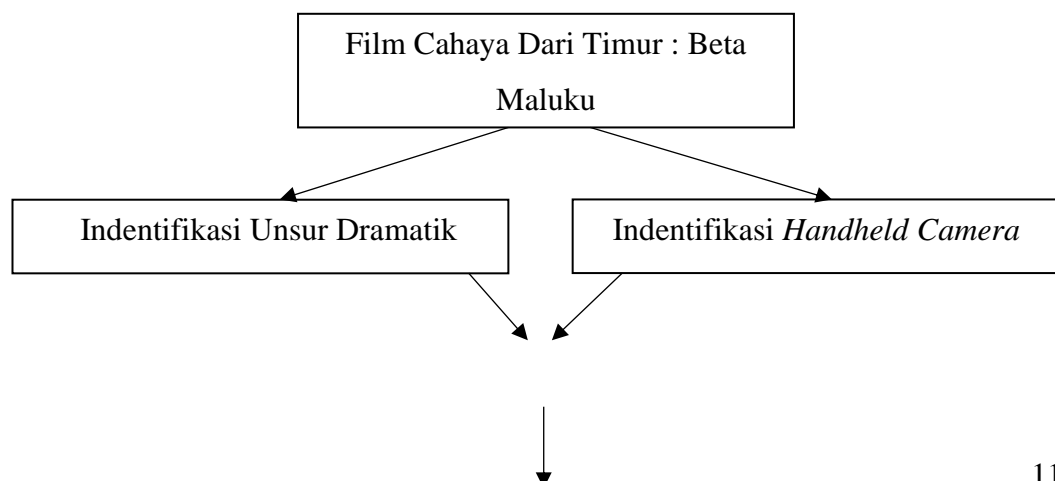 Film Cahaya Dari Timur : Beta
Maluku
Indentifikasi Unsur Dramatik
Indentifikasi Handheld Camera
11